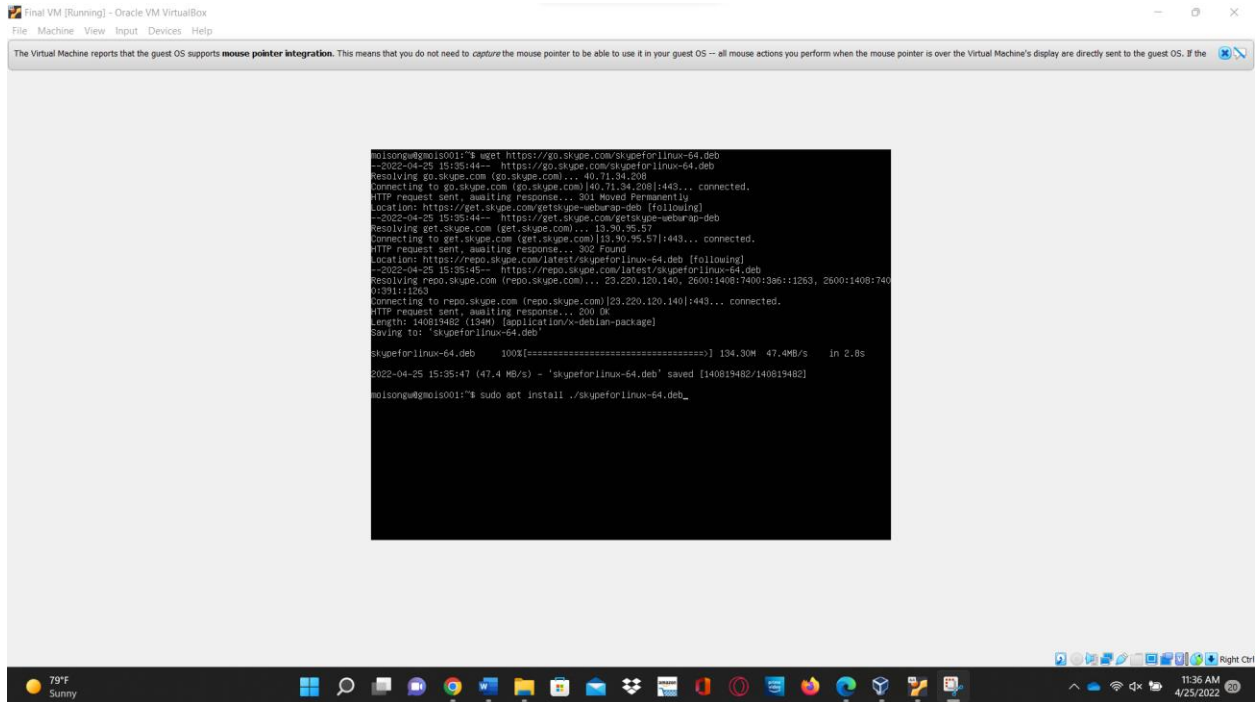 Final VM [Running] - Oracle VM VirtualBox
File Machine View Input Devices Help
The Virtual Machine reports that the guest OS supports mouse pointer integration. This means that you do not need to capture the mouse pointer to be able to use it in your guest OS -- all mouse actions you perform when the mouse pointer is over the Virtual Machine's display are directly sent to the guest OS. If the
moisongw@gmois001:~$ wget https://go.skype.com/skypeforlinux-64.deb
--2022-04-25 15:35:44-- https://go.skype.com/skypeforlinux-64.deb
Resolving go.skype.com (go.skype.com)... 40.71.34.208
Connecting to go.skype.com (go.skype.com)|40.71.34.208|:443... connected.
HTTP request sent, awaiting response... 301 Moved Permanently
Location: https://get.skype.com/getskype-webwrap-deb [following]
--2022-04-25 15:35:44-- https://get.skype.com/getskype-webwrap-deb
Resolving get.skype.com (get.skype.com)... 13.90.95.57
Connecting to get.skype.com (get.skype.com)|13.90.95.57|:443... connected.
HTTP request sent, awaiting response... 302 Found
Location: https://repo.skype.com/latest/skypeforlinux-64.deb [following]
--2022-04-25 15:35:45-- https://repo.skype.com/latest/skypeforlinux-64.deb
Resolving repo.skype.com (repo.skype.com)... 23.220.120.140, 2600:1408:7400:3a6::1263, 2600:1408:740
0:391::1263
Connecting to repo.skype.com (repo.skype.com)|23.220.120.140|:443... connected.
HTTP request sent, awaiting response... 200 OK
Length: 140819482 (134M) [application/x-debian-package]
Saving to: 'skypeforlinux-64.deb'
skypeforlinux-64.deb 100%[===================================>] 134.30M 47.4MB/s in 2.8s
2022-04-25 15:35:47 (47.4 MB/s) - 'skypeforlinux-64.deb' saved [140819482/140819482]
moisongw@gmois001:~$ sudo apt install ./skypeforlinux-64.deb_
Right Ctrl
79°F
Sunny
11:36 AM
4/25/2022
20